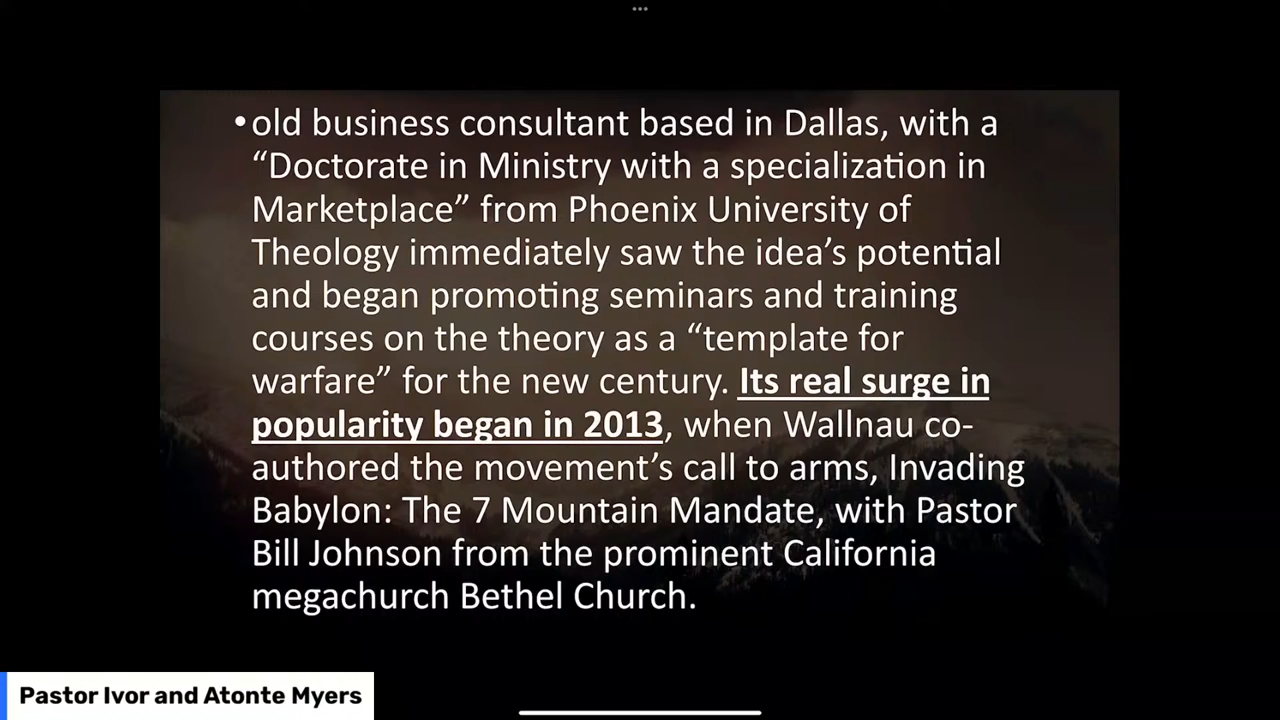 •old business consultant based in Dallas, with a
“Doctorate in Ministry with a specialization in
Marketplace” from Phoenix University of
Theology immediately saw the idea’s potential
and began promoting seminars and training
courses on the theory as a “template for
warfare” for the new century. Its real surge in
popularity began in 2013, when Wallnau co-
authored the movement’s call to arms, Invading
Babylon: The 7 Mountain Mandate, with Pastor
Bill Johnson from the prominent California
megachurch Bethel Church.
Pastor Ivor and Atonte Myers